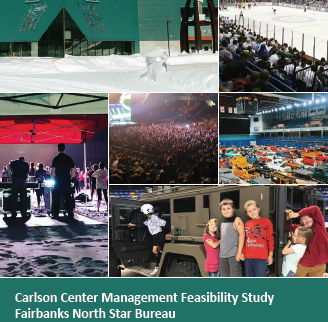 Carlson Center Management Feasibility Study
Fairbanks North Star Bureau